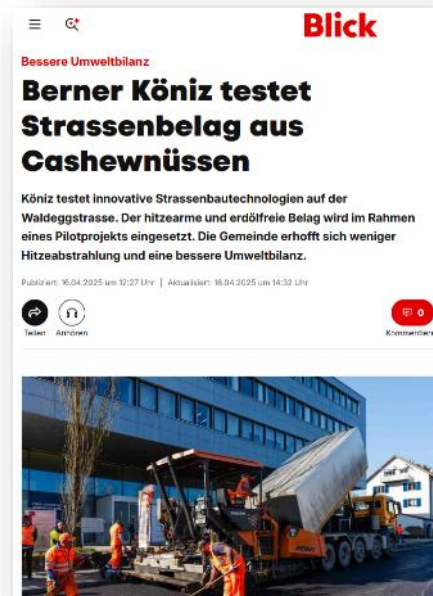 Blick
Bessere Umweltbilanz
Berner Köniz testet
Strassenbelag aus
Cashewnüssen
Köniz testet innovative Strassenbautechnologien auf der
Waldeggstrasse. Der hitzearme und erdölfreie Belag wird im Rahmen
eines Pilotprojekts eingesetzt. Die Gemeinde erhofft sich weniger
Hitzeabstrahlung und eine bessere Umweltbilanz.
Publiziert: 16.04.2025 um 12:27 Uhr | Aktualisiert: 16.04.2025 um 14:32 Uhr
0
Teilen Anhören Kommentieren